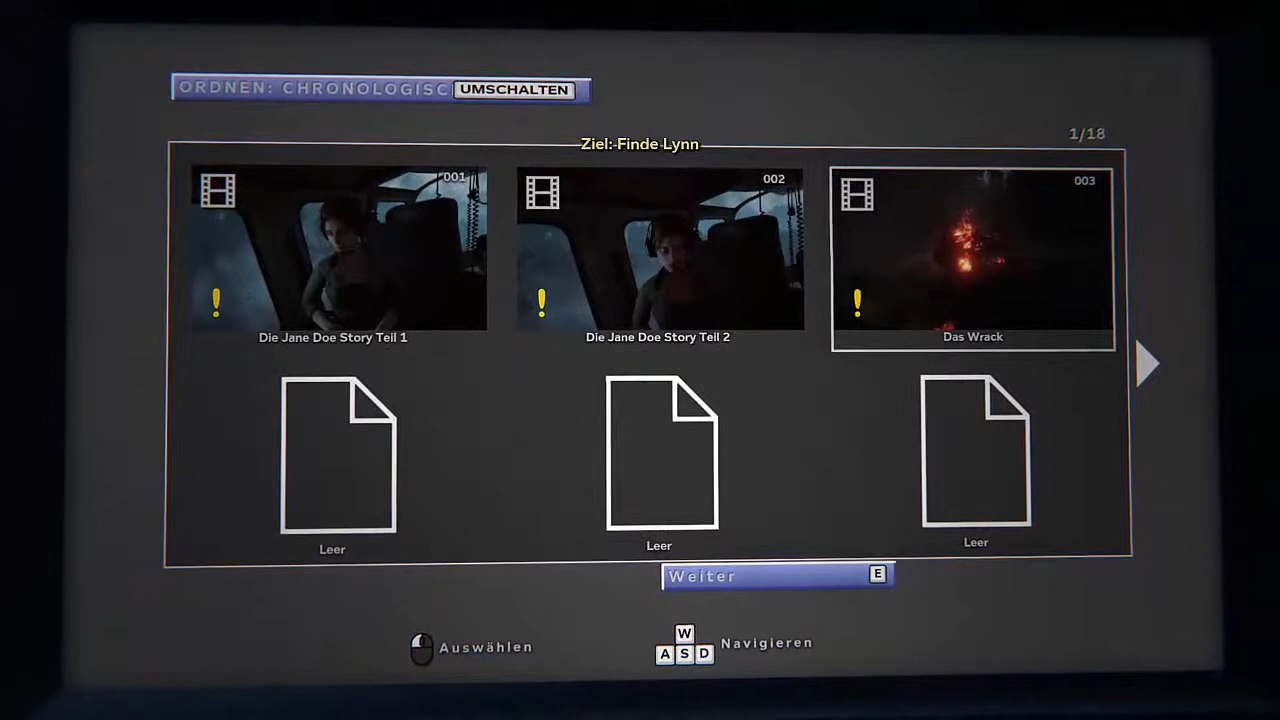 ORDNEN: CHRONOLOGISC UMSCHALTEN
1/18
Ziel: Finde Lynn
001 002 003
Die Jane Doe Story Teil 1 Die Jane Doe Story Teil 2 Das Wrack
Leer Leer Leer
Weiter E
Auswählen W A S D Navigieren